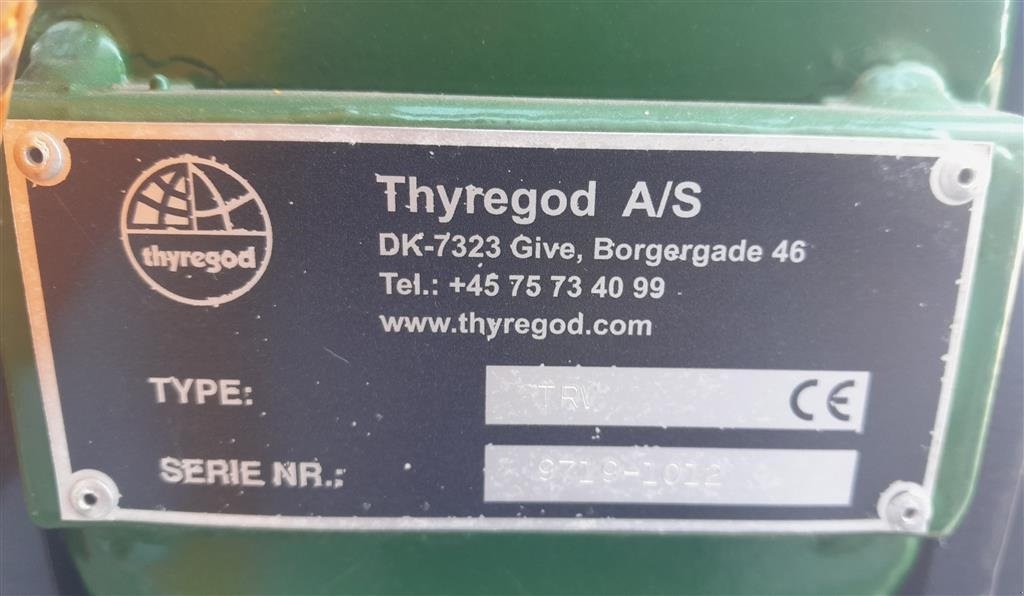 thyregod
Thyregod A/S
DK-7323 Give, Borgergade 46
Tel.: +45 75 73 40 99
www.thyregod.com
TYPE: TRV CE
SERIE NR.: 9719-1012